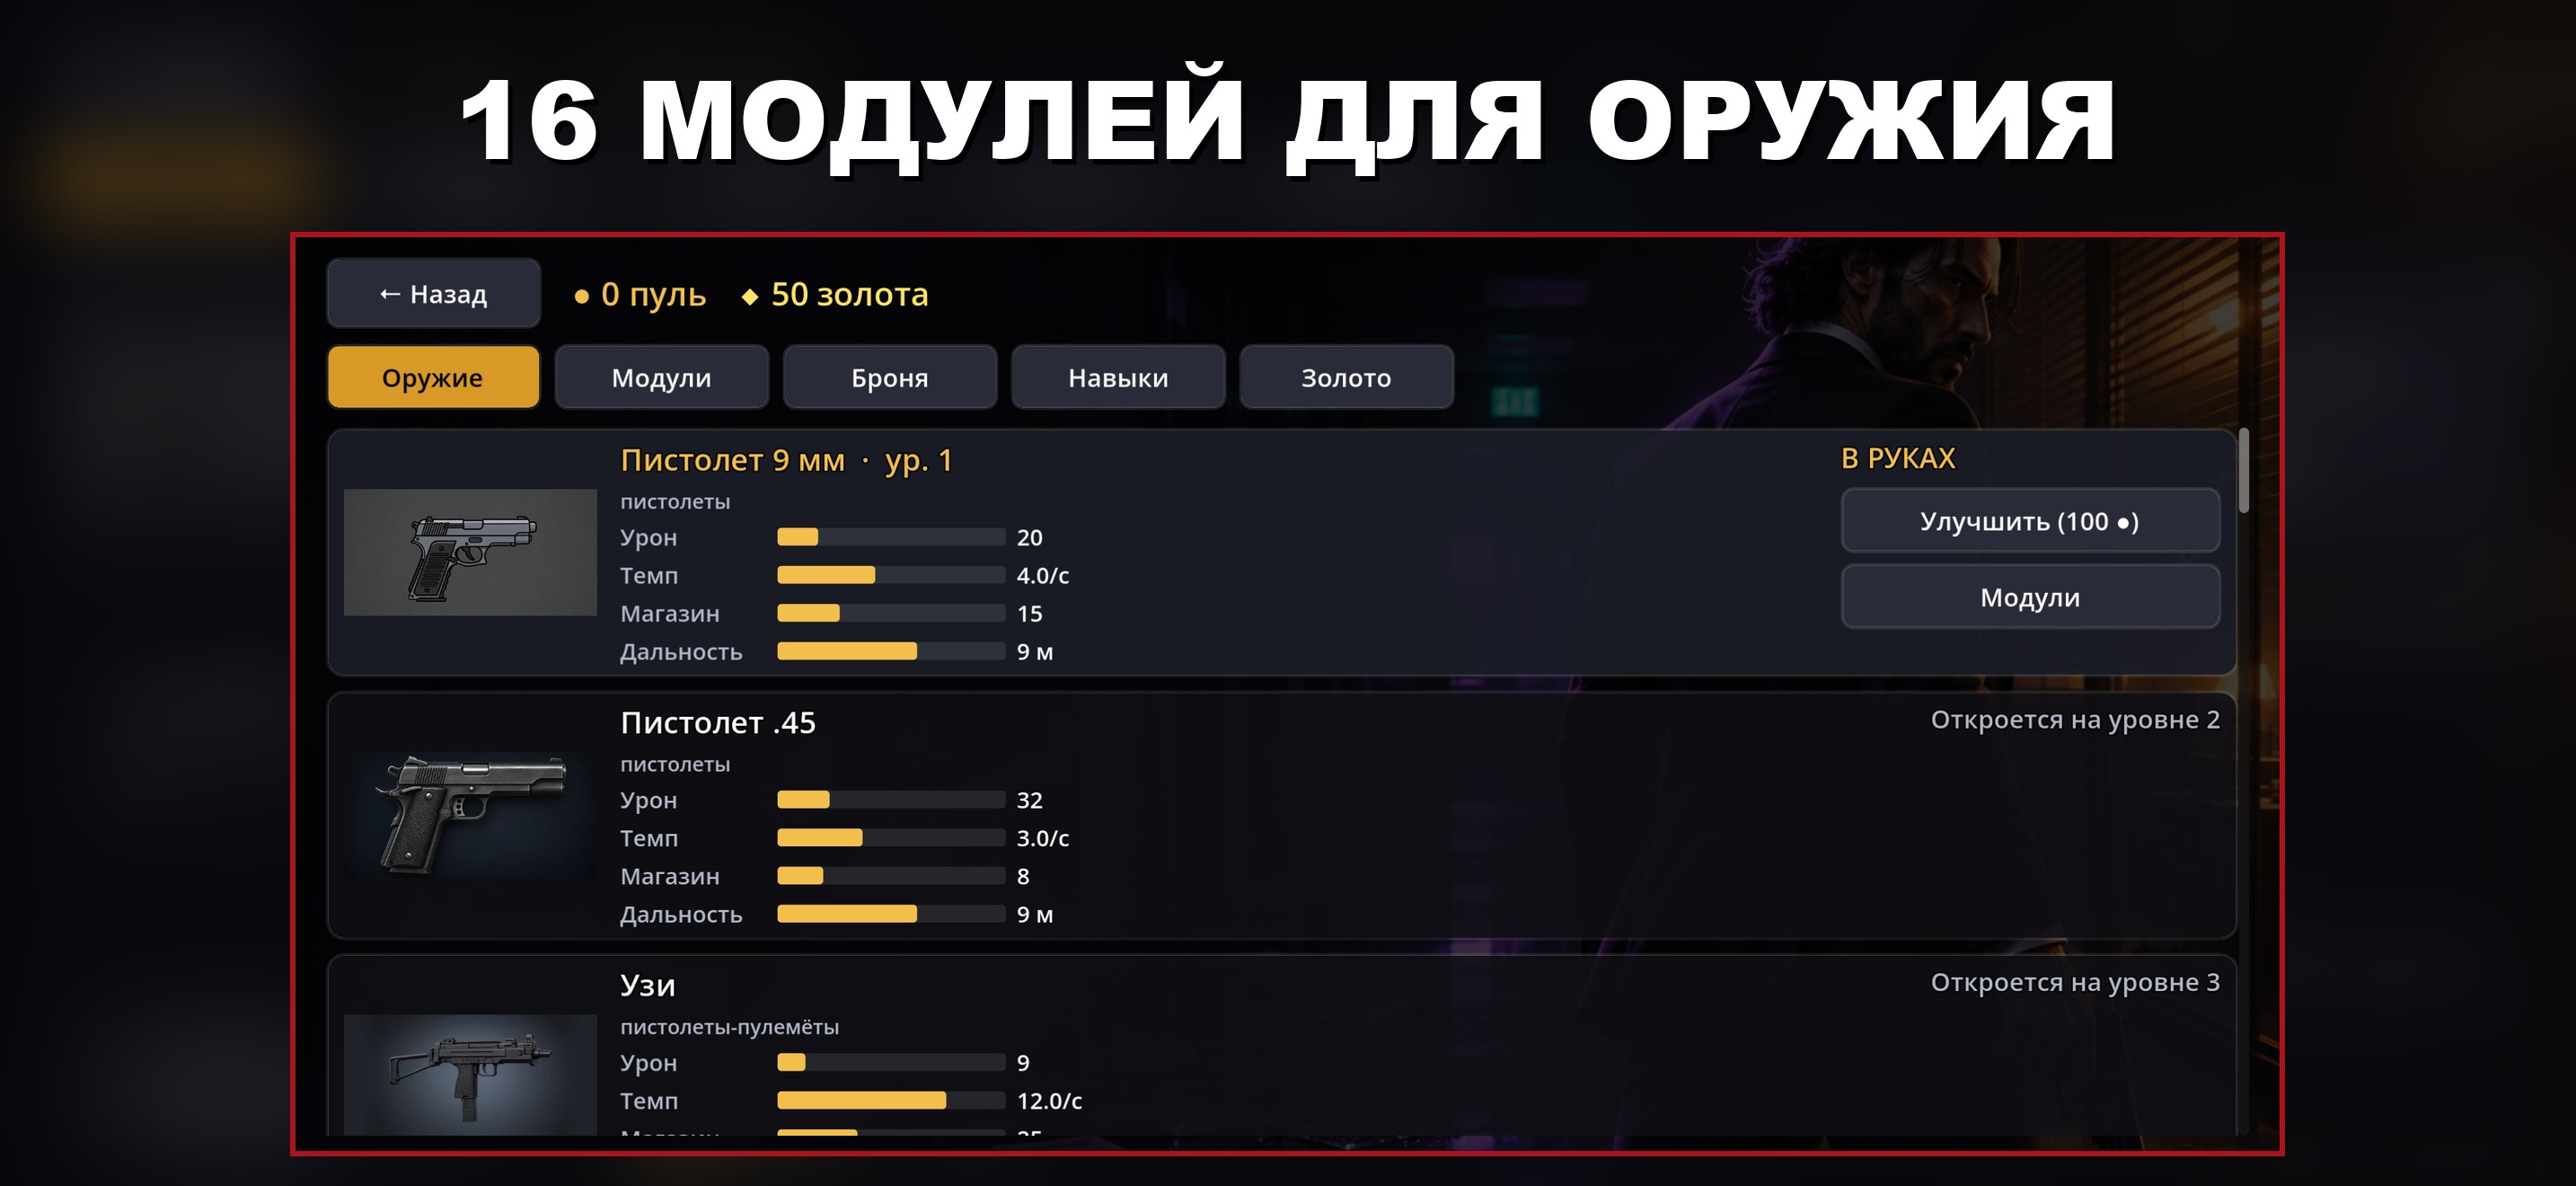 16 МОДУЛЕЙ ДЛЯ ОРУЖИЯ
← Назад ● 0 пуль ◆ 50 золота
Оружие Модули Броня Навыки Золото
Пистолет 9 мм · ур. 1
В РУКАХ
пистолеты
Улучшить (100 ●)
Урон 20
Темп 4.0/с
Модули
Магазин 15
Дальность 9 м
Пистолет .45
Откроется на уровне 2
пистолеты
Урон 32
Темп 3.0/с
Магазин 8
Дальность 9 м
Узи
Откроется на уровне 3
пистолеты-пулемёты
Урон 9
Темп 12.0/с